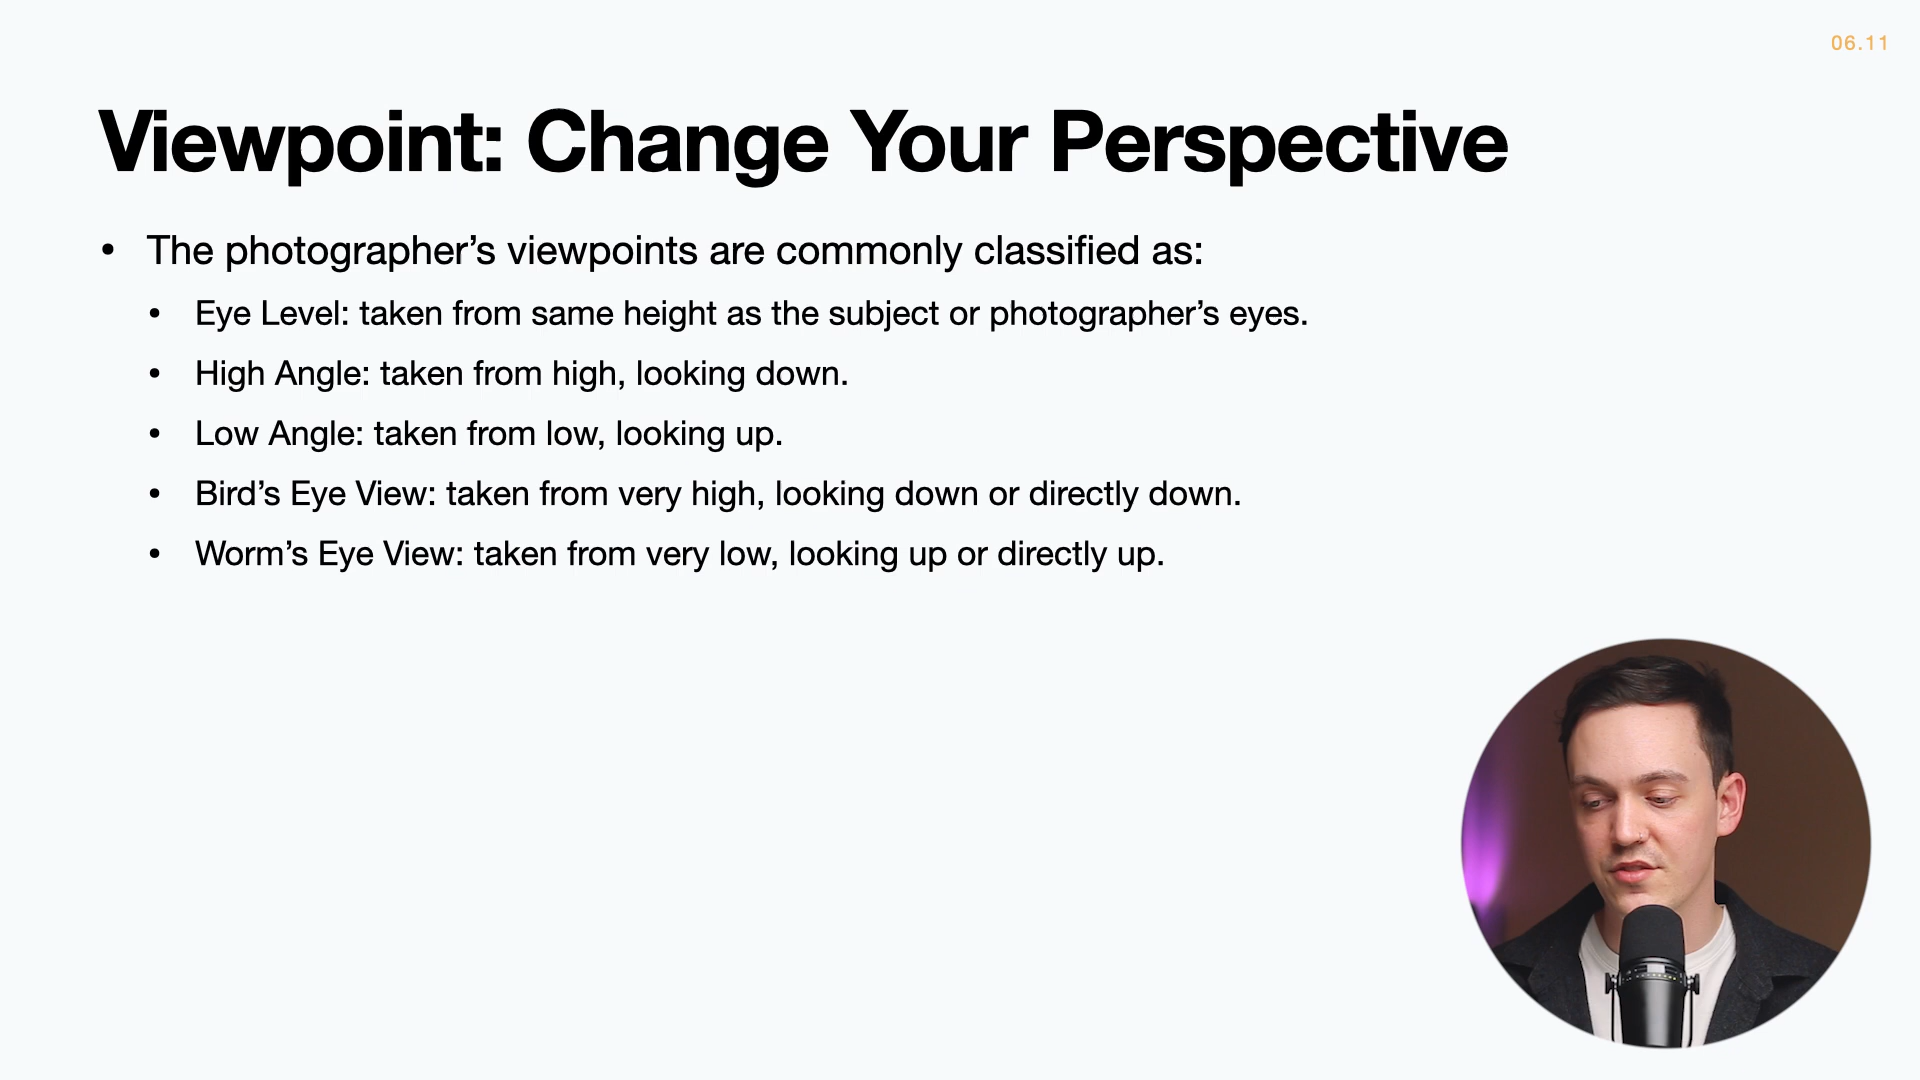 06.11
Viewpoint: Change Your Perspective
• The photographer’s viewpoints are commonly classified as:
• Eye Level: taken from same height as the subject or photographer’s eyes.
• High Angle: taken from high, looking down.
• Low Angle: taken from low, looking up.
• Bird’s Eye View: taken from very high, looking down or directly down.
• Worm’s Eye View: taken from very low, looking up or directly up.